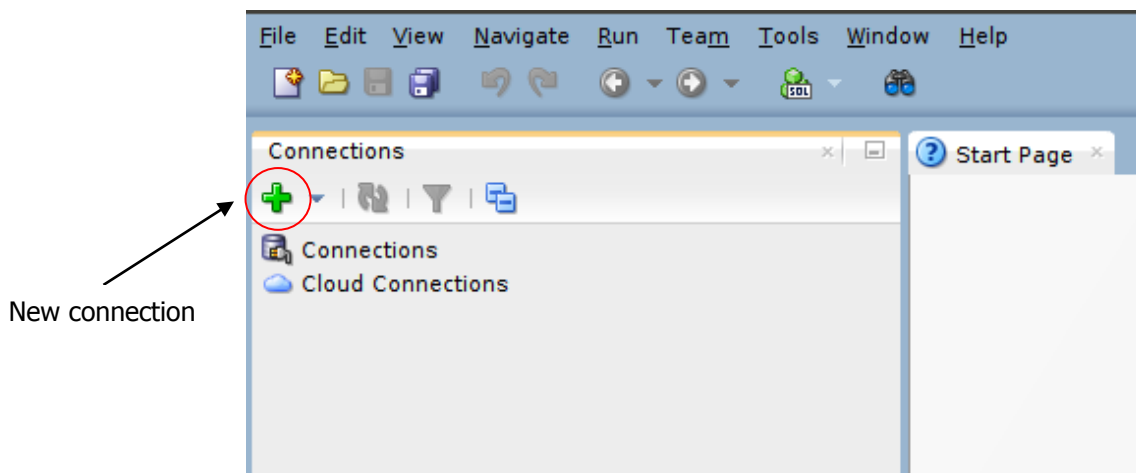 File Edit View Navigate Run Team Tools Window Help
SQL
Connections
Start Page
Connections
Cloud Connections
New connection